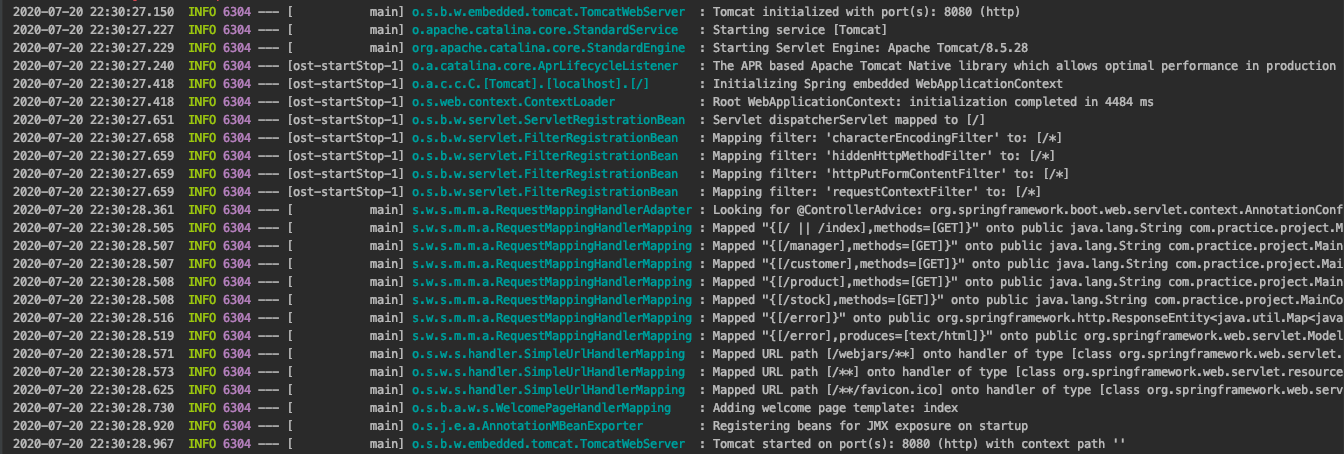 2020-07-20 22:30:27.150  INFO 6304 --- [           main] o.s.b.w.embedded.tomcat.TomcatWebServer  : Tomcat initialized with port(s): 8080 (http)
2020-07-20 22:30:27.227  INFO 6304 --- [           main] o.apache.catalina.core.StandardService   : Starting service [Tomcat]
2020-07-20 22:30:27.229  INFO 6304 --- [           main] org.apache.catalina.core.StandardEngine  : Starting Servlet Engine: Apache Tomcat/8.5.28
2020-07-20 22:30:27.240  INFO 6304 --- [ost-startStop-1] o.a.catalina.core.AprLifecycleListener   : The APR based Apache Tomcat Native library which allows optimal performance in production
2020-07-20 22:30:27.418  INFO 6304 --- [ost-startStop-1] o.a.c.c.C.[Tomcat].[localhost].[/]       : Initializing Spring embedded WebApplicationContext
2020-07-20 22:30:27.418  INFO 6304 --- [ost-startStop-1] o.s.web.context.ContextLoader            : Root WebApplicationContext: initialization completed in 4484 ms
2020-07-20 22:30:27.651  INFO 6304 --- [ost-startStop-1] o.s.b.w.servlet.ServletRegistrationBean  : Servlet dispatcherServlet mapped to [/]
2020-07-20 22:30:27.658  INFO 6304 --- [ost-startStop-1] o.s.b.w.servlet.FilterRegistrationBean   : Mapping filter: 'characterEncodingFilter' to: [/*]
2020-07-20 22:30:27.659  INFO 6304 --- [ost-startStop-1] o.s.b.w.servlet.FilterRegistrationBean   : Mapping filter: 'hiddenHttpMethodFilter' to: [/*]
2020-07-20 22:30:27.659  INFO 6304 --- [ost-startStop-1] o.s.b.w.servlet.FilterRegistrationBean   : Mapping filter: 'httpPutFormContentFilter' to: [/*]
2020-07-20 22:30:27.659  INFO 6304 --- [ost-startStop-1] o.s.b.w.servlet.FilterRegistrationBean   : Mapping filter: 'requestContextFilter' to: [/*]
2020-07-20 22:30:28.361  INFO 6304 --- [           main] s.w.s.m.m.a.RequestMappingHandlerAdapter : Looking for @ControllerAdvice: org.springframework.boot.web.servlet.context.AnnotationConf
2020-07-20 22:30:28.505  INFO 6304 --- [           main] s.w.s.m.m.a.RequestMappingHandlerMapping : Mapped "{[/ || /index],methods=[GET]}" onto public java.lang.String com.practice.project.M
2020-07-20 22:30:28.507  INFO 6304 --- [           main] s.w.s.m.m.a.RequestMappingHandlerMapping : Mapped "{[/manager],methods=[GET]}" onto public java.lang.String com.practice.project.Main
2020-07-20 22:30:28.507  INFO 6304 --- [           main] s.w.s.m.m.a.RequestMappingHandlerMapping : Mapped "{[/customer],methods=[GET]}" onto public java.lang.String com.practice.project.Mai
2020-07-20 22:30:28.508  INFO 6304 --- [           main] s.w.s.m.m.a.RequestMappingHandlerMapping : Mapped "{[/product],methods=[GET]}" onto public java.lang.String com.practice.project.Main
2020-07-20 22:30:28.508  INFO 6304 --- [           main] s.w.s.m.m.a.RequestMappingHandlerMapping : Mapped "{[/stock],methods=[GET]}" onto public java.lang.String com.practice.project.MainCo
2020-07-20 22:30:28.516  INFO 6304 --- [           main] s.w.s.m.m.a.RequestMappingHandlerMapping : Mapped "{[/error]}" onto public org.springframework.http.ResponseEntity<java.util.Map<java
2020-07-20 22:30:28.519  INFO 6304 --- [           main] s.w.s.m.m.a.RequestMappingHandlerMapping : Mapped "{[/error],produces=[text/html]}" onto public org.springframework.web.servlet.Model
2020-07-20 22:30:28.571  INFO 6304 --- [           main] o.s.w.s.handler.SimpleUrlHandlerMapping  : Mapped URL path [/webjars/**] onto handler of type [class org.springframework.web.servlet.
2020-07-20 22:30:28.573  INFO 6304 --- [           main] o.s.w.s.handler.SimpleUrlHandlerMapping  : Mapped URL path [/**] onto handler of type [class org.springframework.web.servlet.resource
2020-07-20 22:30:28.625  INFO 6304 --- [           main] o.s.w.s.handler.SimpleUrlHandlerMapping  : Mapped URL path [/**/favicon.ico] onto handler of type [class org.springframework.web.serv
2020-07-20 22:30:28.730  INFO 6304 --- [           main] o.s.b.a.w.s.WelcomePageHandlerMapping    : Adding welcome page template: index
2020-07-20 22:30:28.920  INFO 6304 --- [           main] o.s.j.e.a.AnnotationMBeanExporter        : Registering beans for JMX exposure on startup
2020-07-20 22:30:28.967  INFO 6304 --- [           main] o.s.b.w.embedded.tomcat.TomcatWebServer  : Tomcat started on port(s): 8080 (http) with context path ''